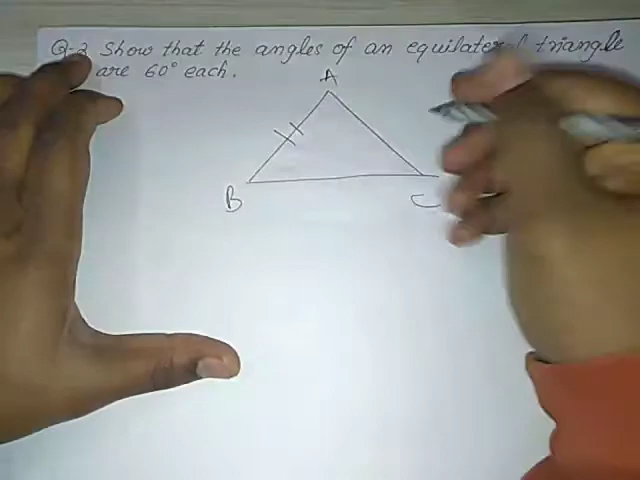 Q-2 Show that the angles of an equilateral triangle
are 60° each.
A
B
C